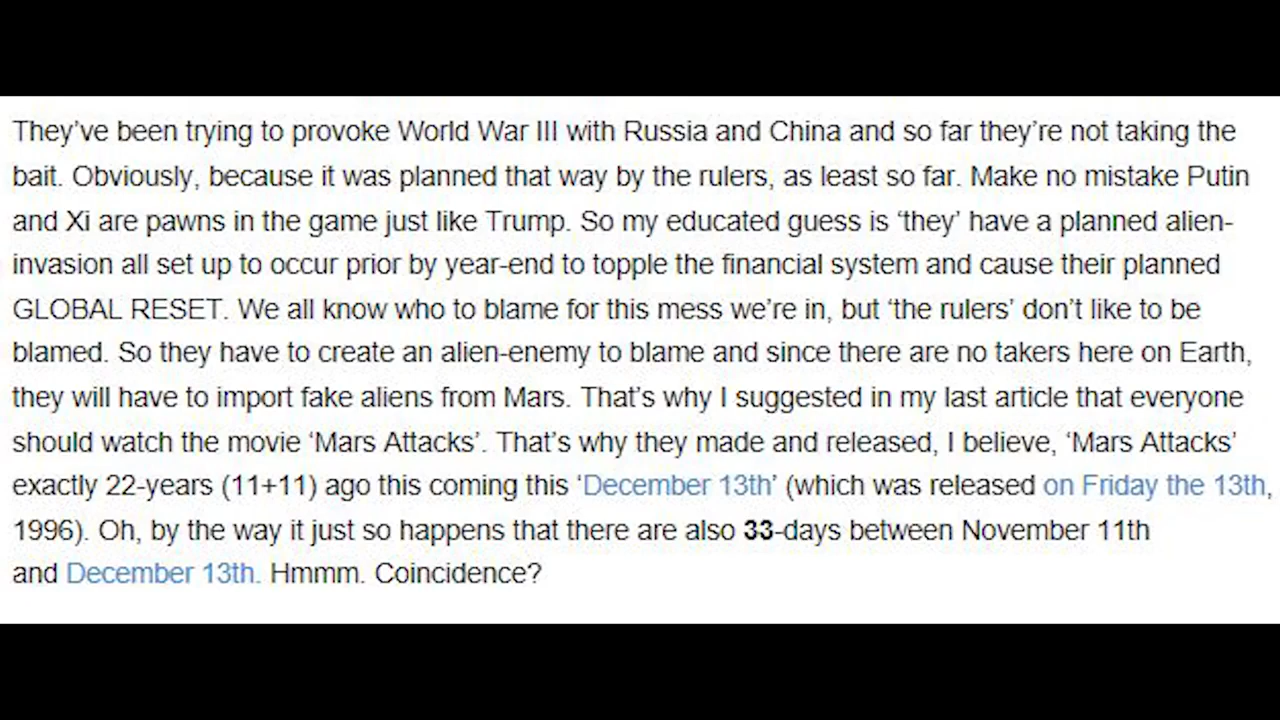 They’ve been trying to provoke World War III with Russia and China and so far they’re not taking the
bait. Obviously, because it was planned that way by the rulers, as least so far. Make no mistake Putin
and Xi are pawns in the game just like Trump. So my educated guess is ‘they’ have a planned alien-
invasion all set up to occur prior by year-end to topple the financial system and cause their planned
GLOBAL RESET. We all know who to blame for this mess we’re in, but ‘the rulers’ don’t like to be
blamed. So they have to create an alien-enemy to blame and since there are no takers here on Earth,
they will have to import fake aliens from Mars. That’s why I suggested in my last article that everyone
should watch the movie ‘Mars Attacks’. That’s why they made and released, I believe, ‘Mars Attacks’
exactly 22-years (11+11) ago this coming this ‘December 13th’ (which was released on Friday the 13th,
1996). Oh, by the way it just so happens that there are also 33-days between November 11th
and December 13th. Hmmm. Coincidence?